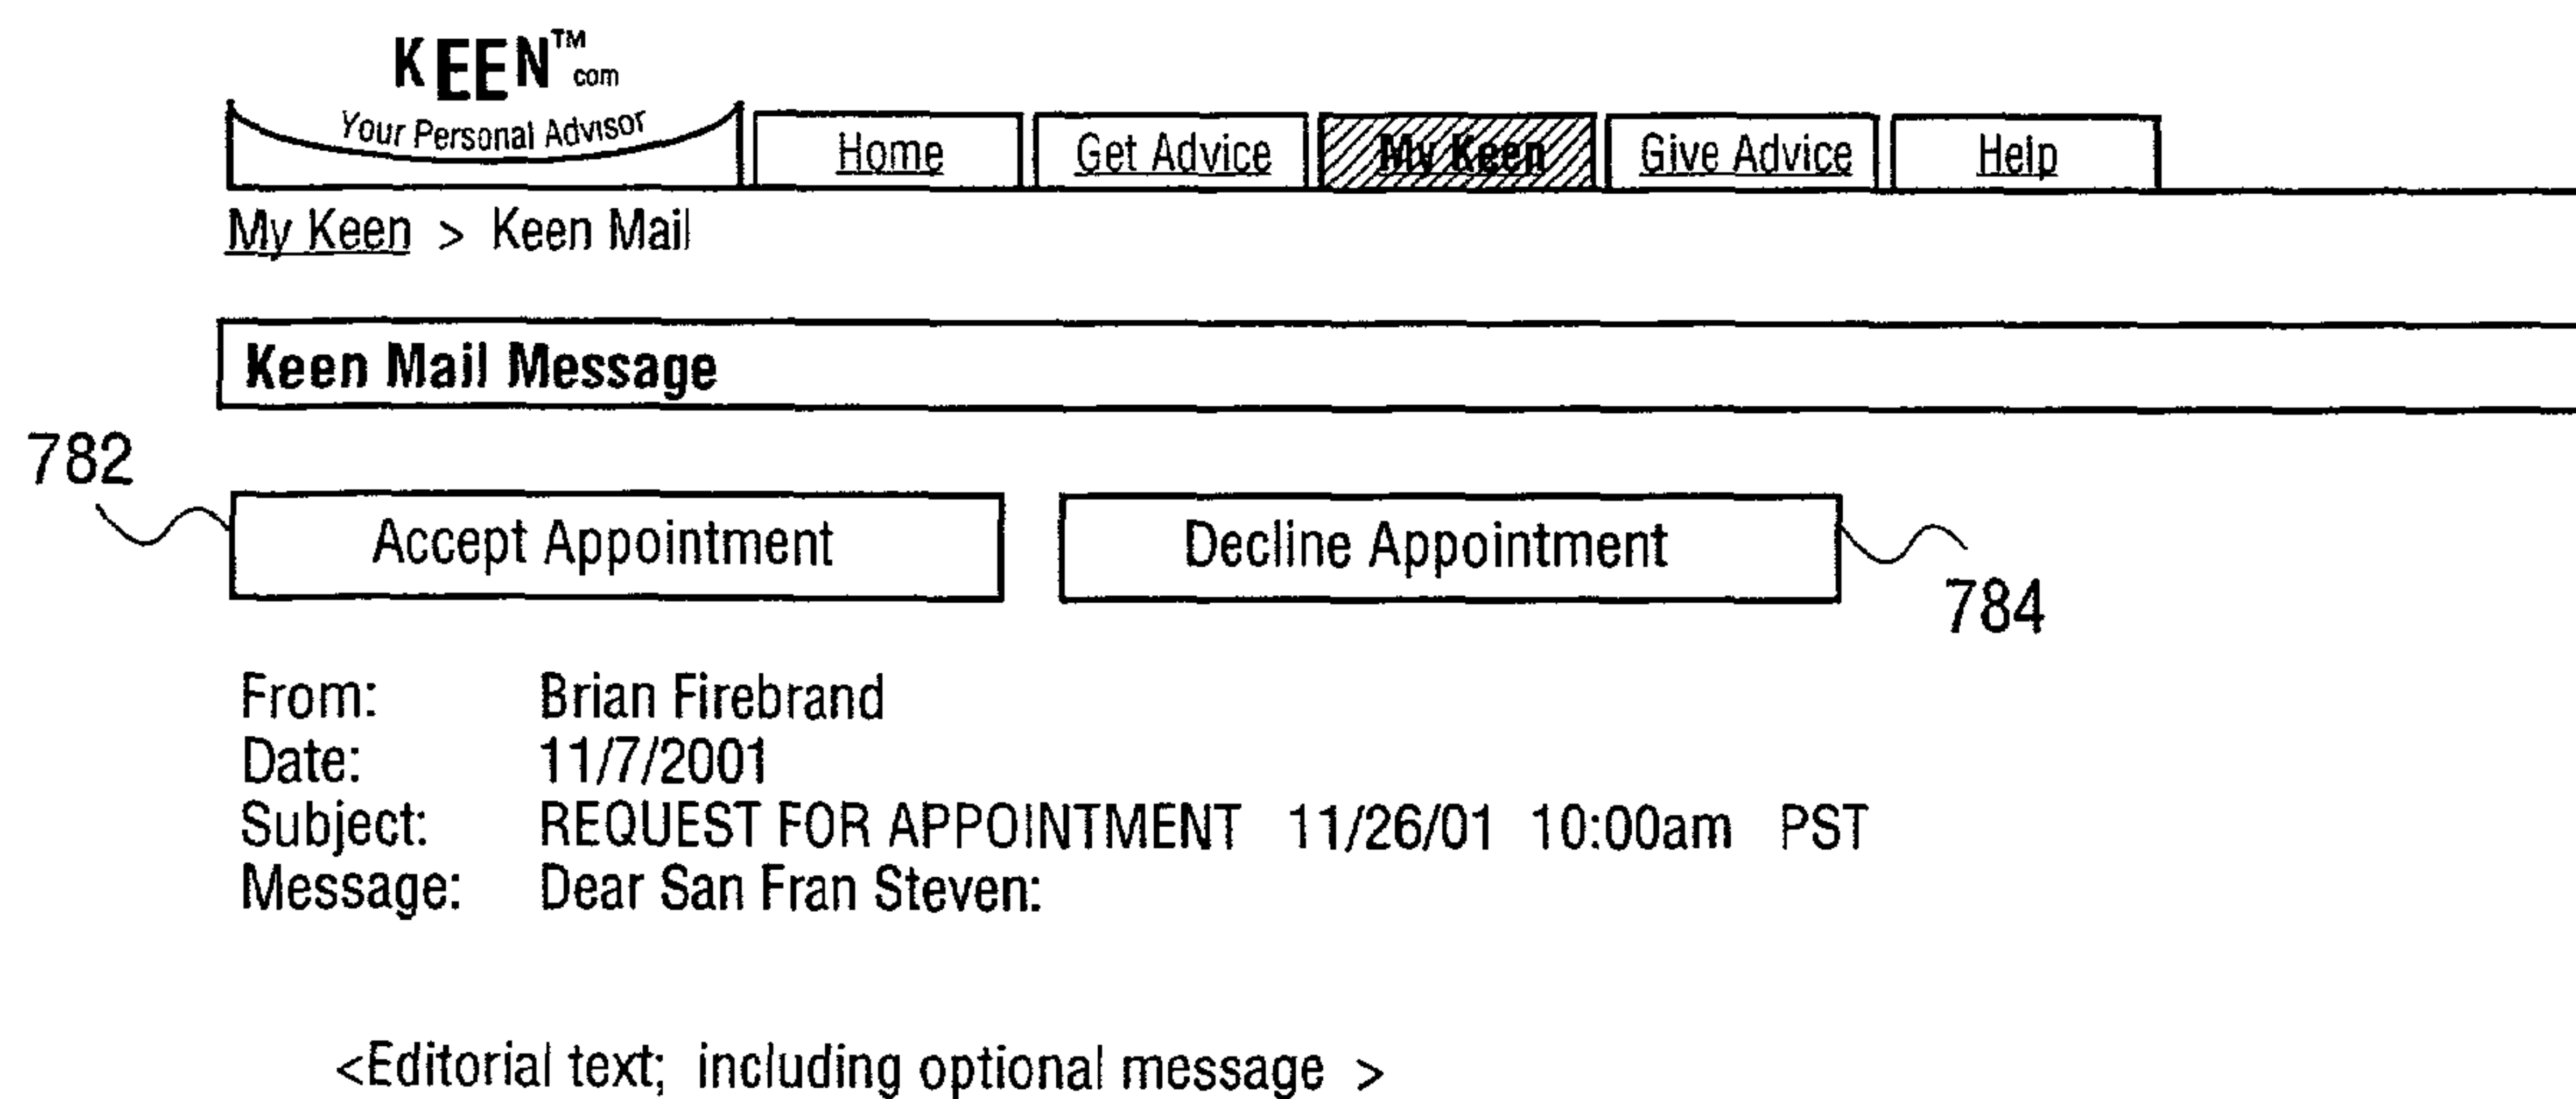 KEEN™com
Your Personal Advisor
Home Get Advice My Keen Give Advice Help
My Keen > Keen Mail
Keen Mail Message
782
Accept Appointment Decline Appointment
784
From: Brian Firebrand
Date: 11/7/2001
Subject: REQUEST FOR APPOINTMENT 11/26/01 10:00am PST
Message: Dear San Fran Steven:
<Editorial text; including optional message >